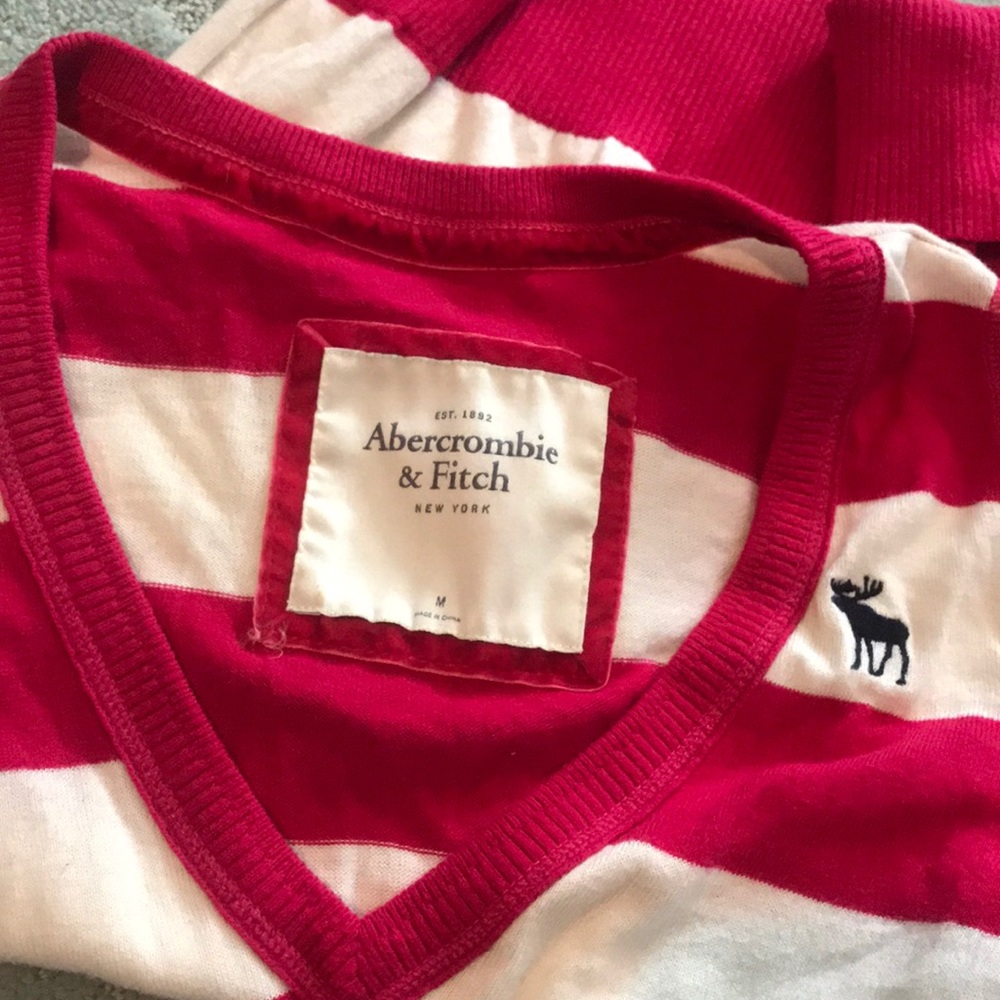 EST. 1892
Abercrombie
& Fitch
NEW YORK
M
MADE IN CHINA